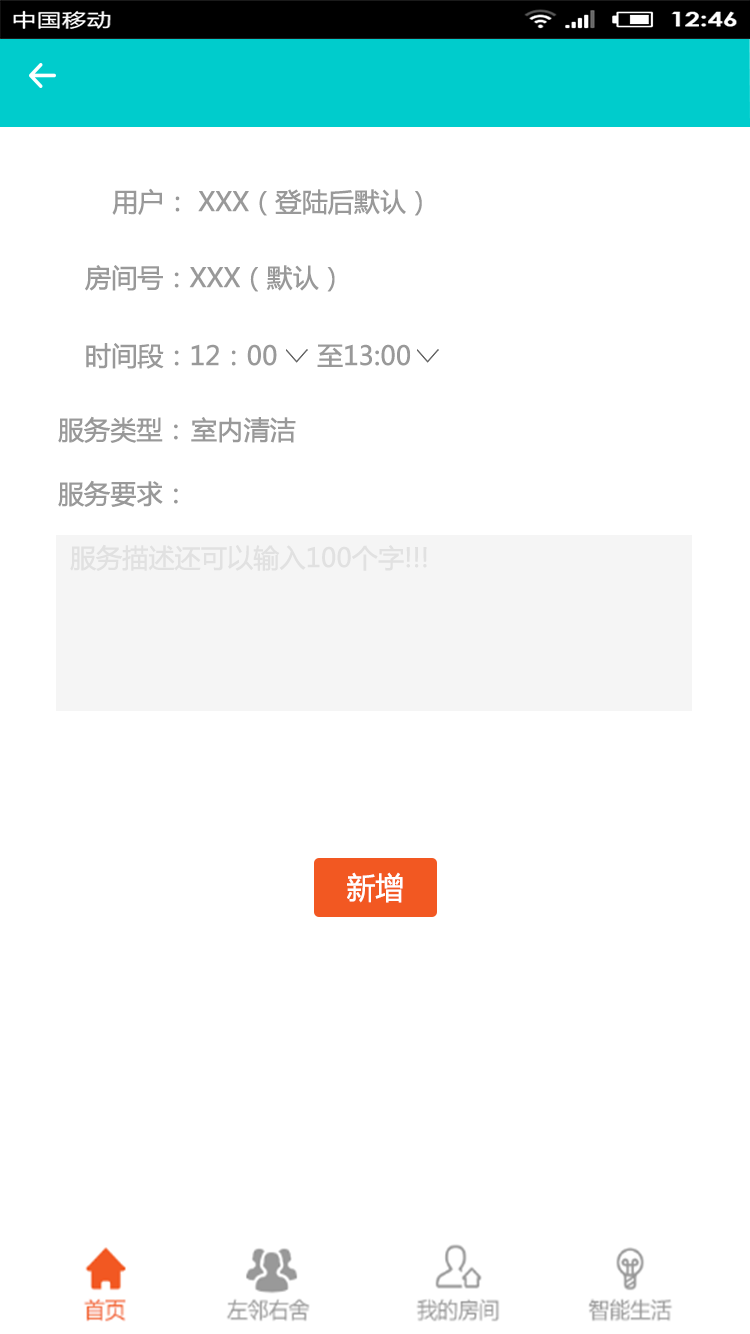 中国移动 12:46
用户： XXX（登陆后默认）
房间号：XXX（默认）
时间段：12：00 至13:00
服务类型：室内清洁
服务要求：
服务描述还可以输入100个字!!!
新增
首页 左邻右舍 我的房间 智能生活